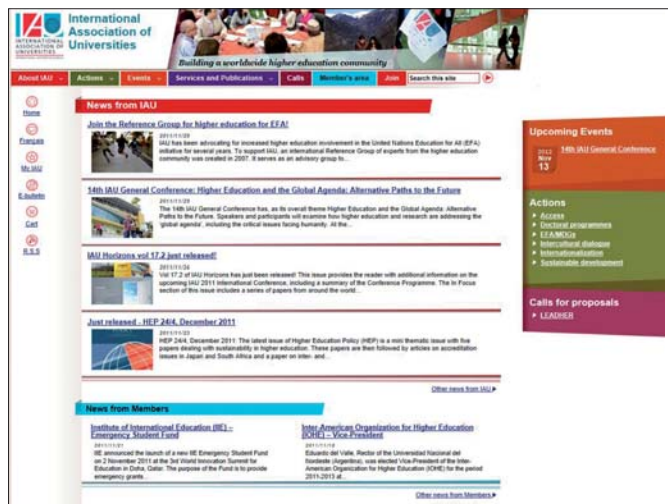 IAU
INTERNATIONAL
ASSOCIATION OF
UNIVERSITIES
International
Association of
Universities
Building a worldwide higher education community
About IAU
Actions
Events
Services and Publications
Calls
Member's area
Join
Search this site
Home
Français
My IAU
E-bulletin
Cart
R.S.S
News from IAU
Join the Reference Group for higher education for EFA!
2011/11/29
IAU has been advocating for increased higher education involvement in the United Nations Education for All (EFA)
initiative for several years. To support IAU, an international Reference Group of experts from the higher education
community was created in 2007. It serves as an advisory group to...
14th IAU General Conference: Higher Education and the Global Agenda: Alternative Paths to the Future
2011/11/29
The 14th IAU General Conference, has, as its overall theme Higher Education and the Global Agenda: Alternative
Paths to the Future. Speakers and participants will examine how higher education and research are addressing the
'global agenda', including the critical issues facing humanity. At the...
IAU Horizons vol 17.2 just released!
2011/11/24
Vol 17.2 of IAU Horizons has just been released! This issue provides the reader with additional information on the
upcoming IAU 2011 International Conference, including a summary of the Conference Programme. The In Focus
section of this issue includes a series of papers from around the world...
Just released - HEP 24/4, December 2011
2011/11/23
HEP 24/4, December 2011: The latest issue of Higher Education Policy (HEP) is a mini thematic issue with five
papers dealing with sustainability in higher education. These papers are then followed by articles on accreditation
issues in Japan and South Africa and a paper on inter- and...
Other news from IAU
News from Members
Institute of International Education (IIE) –
Emergency Student Fund
2011/11/21
IIE announced the launch of a new IIE Emergency Student Fund
on 2 November 2011 at the 3rd World Innovation Summit for
Education in Doha, Qatar. The purpose of the Fund is to provide
emergency grants...
Inter-American Organization for Higher Education
(IOHE) – Vice-President
2011/11/18
Eduardo del Valle, Rector of the Universidad Nacional del
Nordeste (Argentina), was elected Vice-President of the Inter-
American Organization for Higher Education (IOHE) for the period
2011-2013 at...
Other news from Members
Upcoming Events
2012
Nov
13
14th IAU General Conference
Actions
Access
Doctoral programmes
EFA/MDGs
Intercultural dialogue
Internationalization
Sustainable development
Calls for proposals
LEADHER